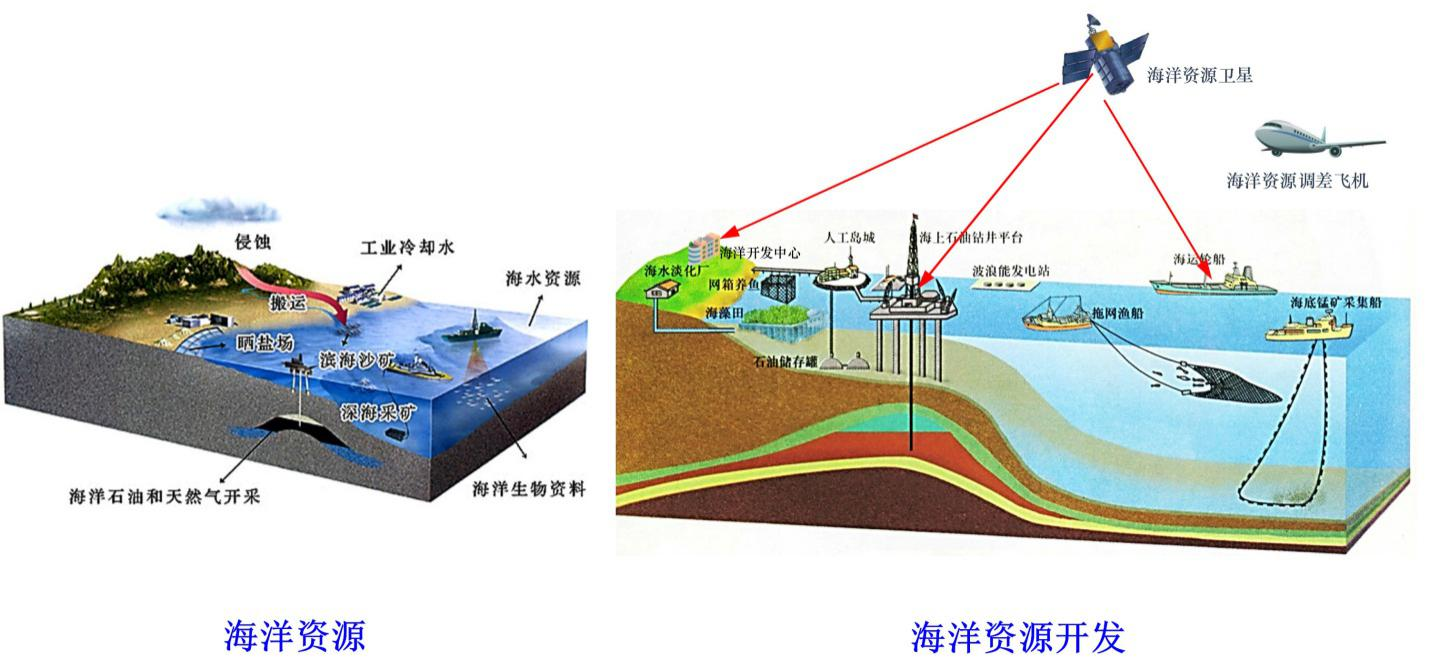 侵蚀
工业冷却水
海水资源
搬运
晒盐场
滨海沙矿
深海采矿
海洋石油和天然气开采
海洋生物资料
海洋资源
海洋资源卫星
海洋资源调差飞机
海洋开发中心
人工岛城
海上石油钻井平台
海水淡化厂
网箱养鱼
波浪能发电站
海运轮船
海藻田
拖网渔船
海底锰矿采集船
石油储存罐
海洋资源开发